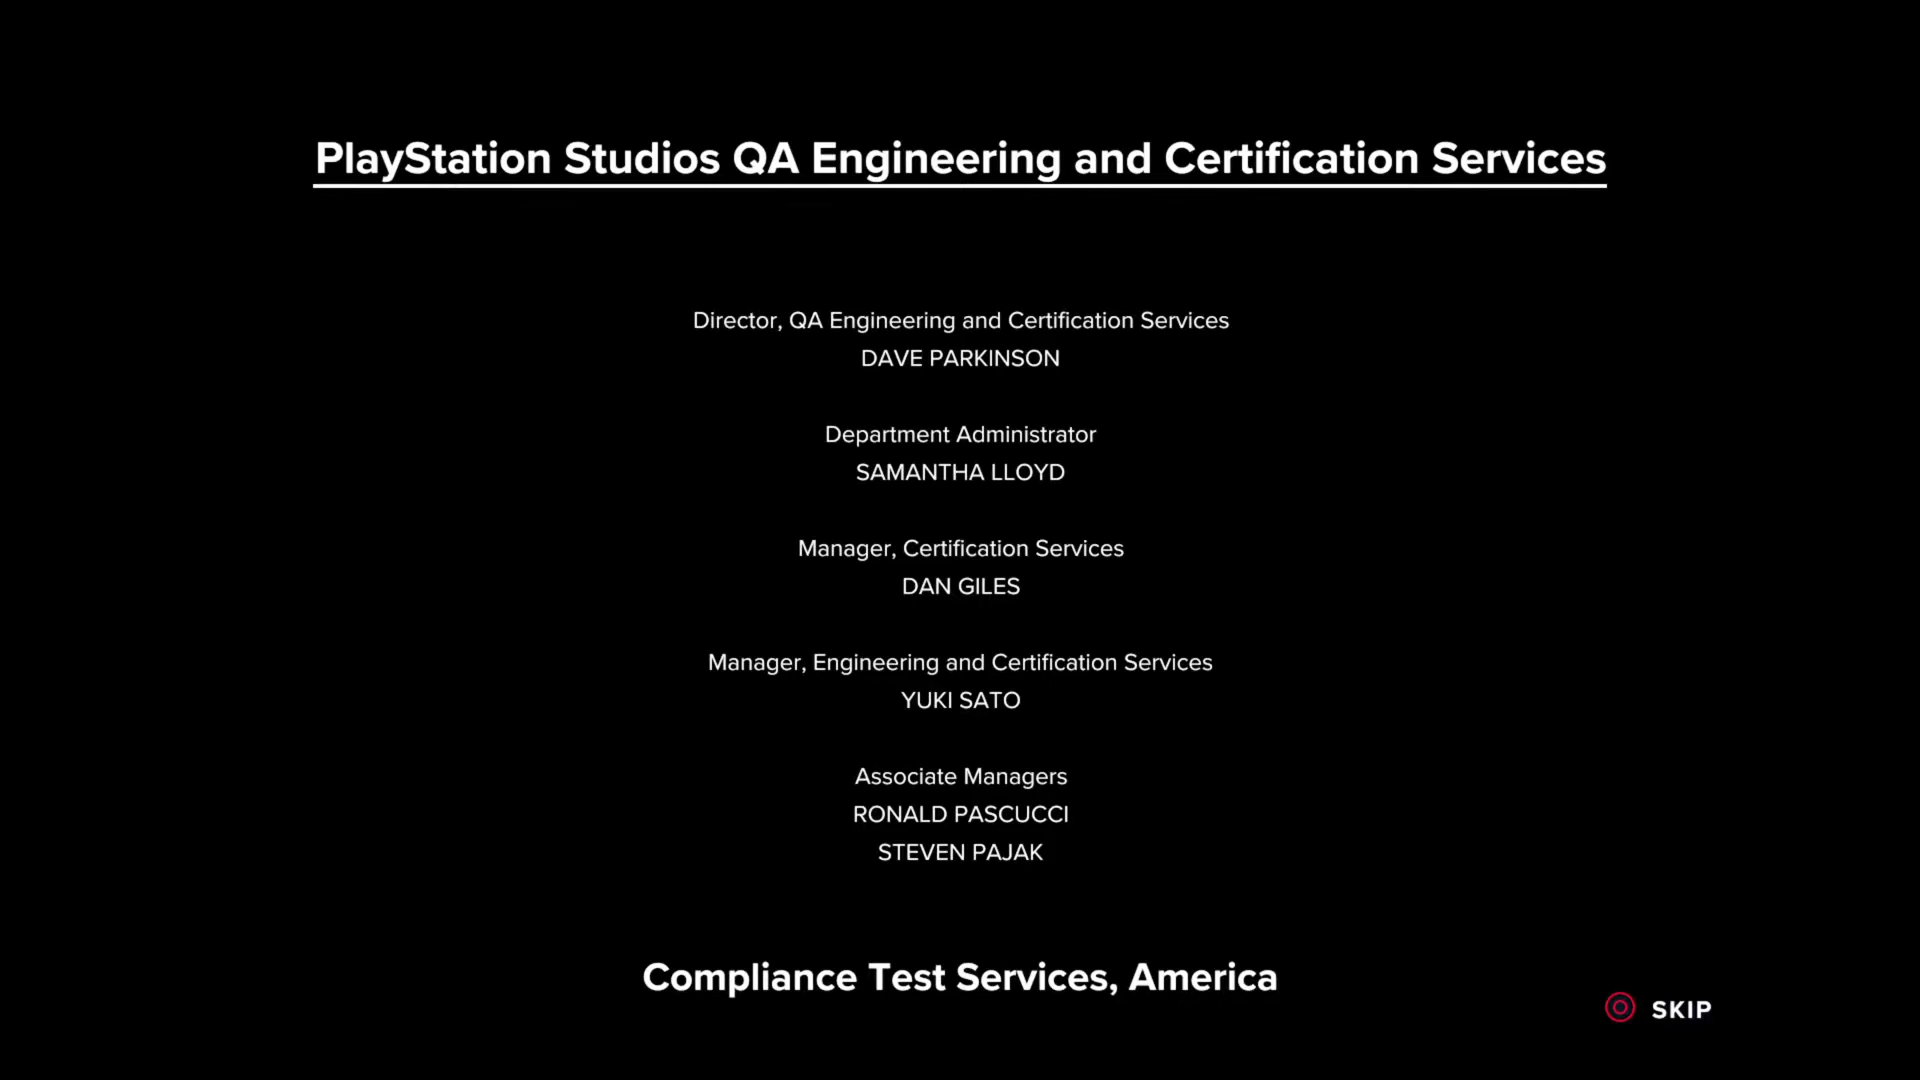 PlayStation Studios QA Engineering and Certification Services
Director, QA Engineering and Certification Services
DAVE PARKINSON
Department Administrator
SAMANTHA LLOYD
Manager, Certification Services
DAN GILES
Manager, Engineering and Certification Services
YUKI SATO
Associate Managers
RONALD PASCUCCI
STEVEN PAJAK
Compliance Test Services, America
SKIP